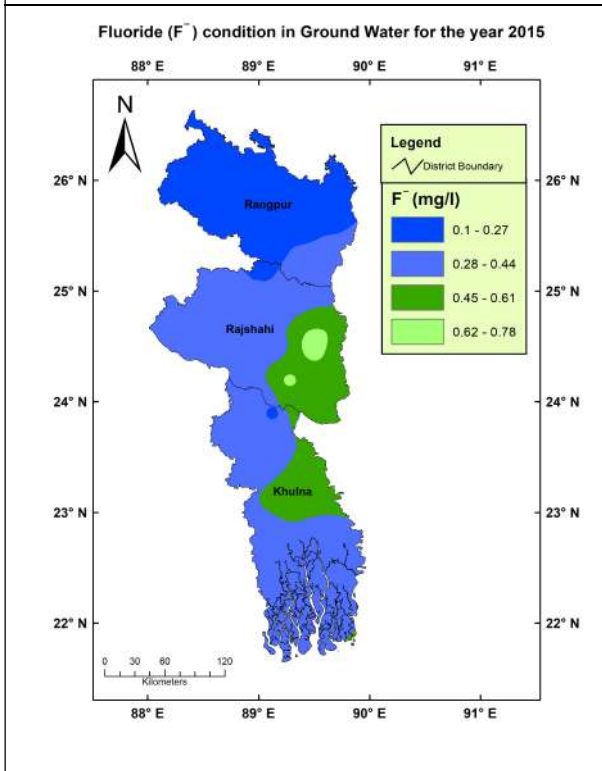 Fluoride (F⁻) condition in Ground Water for the year 2015
88° E 89° E 90° E 91° E
N
Legend
District Boundary
F⁻ (mg/l)
0.1 - 0.27
0.28 - 0.44
0.45 - 0.61
0.62 - 0.78
26° N 26° N
Rangpur
25° N 25° N
Rajshahi
24° N 24° N
Khulna
23° N 23° N
22° N 22° N
0 30 60 120
Kilometers
88° E 89° E 90° E 91° E